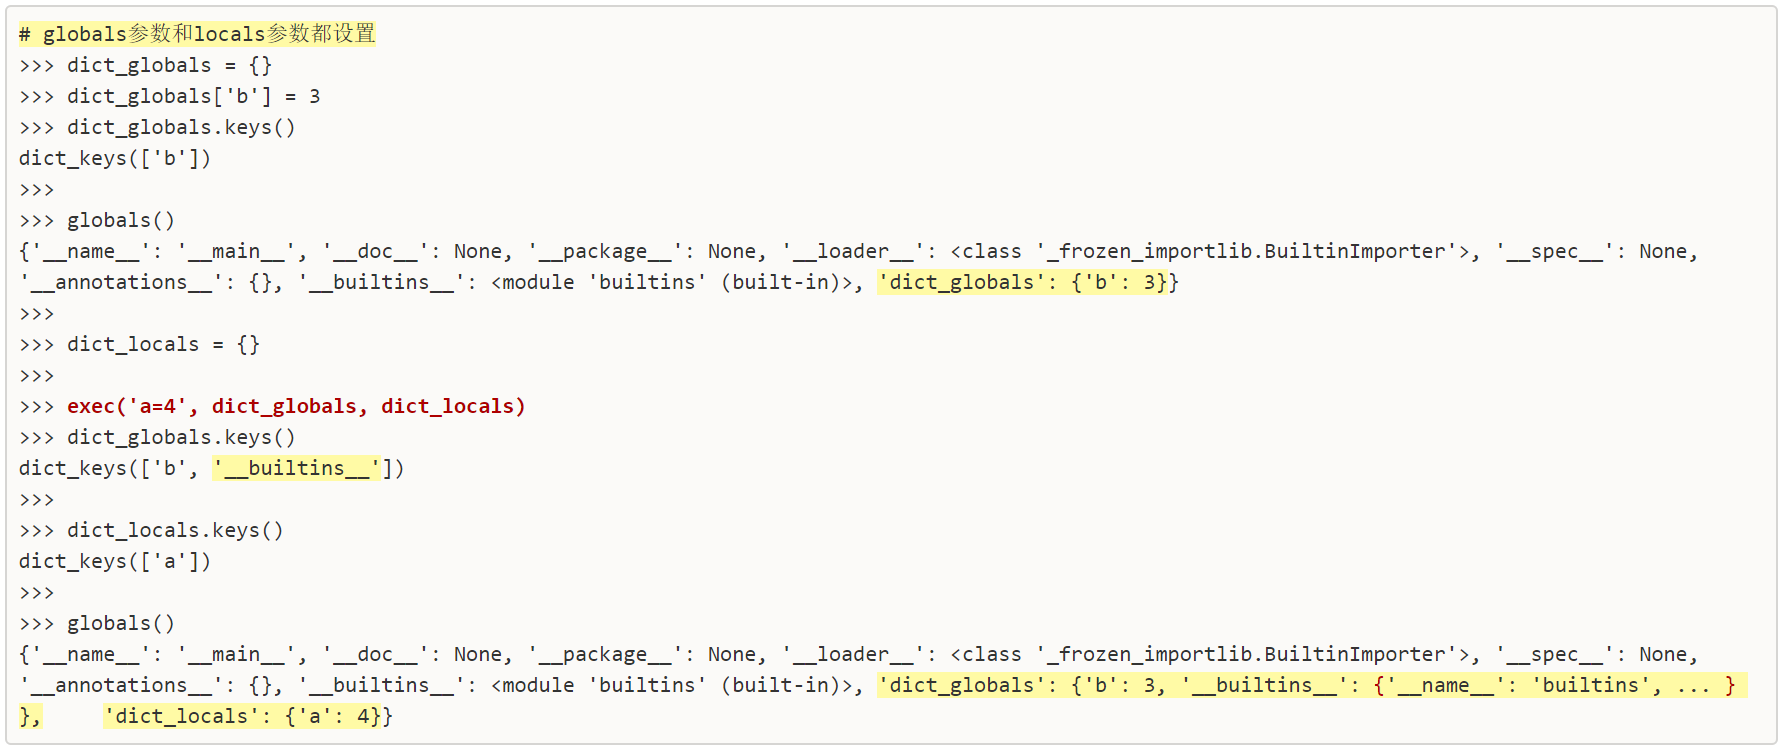 # globals参数和locals参数都设置
>>> dict_globals = {}
>>> dict_globals['b'] = 3
>>> dict_globals.keys()
dict_keys(['b'])
>>>
>>> globals()
{'__name__': '__main__', '__doc__': None, '__package__': None, '__loader__': <class '_frozen_importlib.BuiltinImporter'>, '__spec__': None,
'__annotations__': {}, '__builtins__': <module 'builtins' (built-in)>, 'dict_globals': {'b': 3}}
>>>
>>> dict_locals = {}
>>>
>>> exec('a=4', dict_globals, dict_locals)
>>> dict_globals.keys()
dict_keys(['b', '__builtins__'])
>>>
>>> dict_locals.keys()
dict_keys(['a'])
>>>
>>> globals()
{'__name__': '__main__', '__doc__': None, '__package__': None, '__loader__': <class '_frozen_importlib.BuiltinImporter'>, '__spec__': None,
'__annotations__': {}, '__builtins__': <module 'builtins' (built-in)>, 'dict_globals': {'b': 3, '__builtins__': {'__name__': 'builtins', ... }
},     'dict_locals': {'a': 4}}